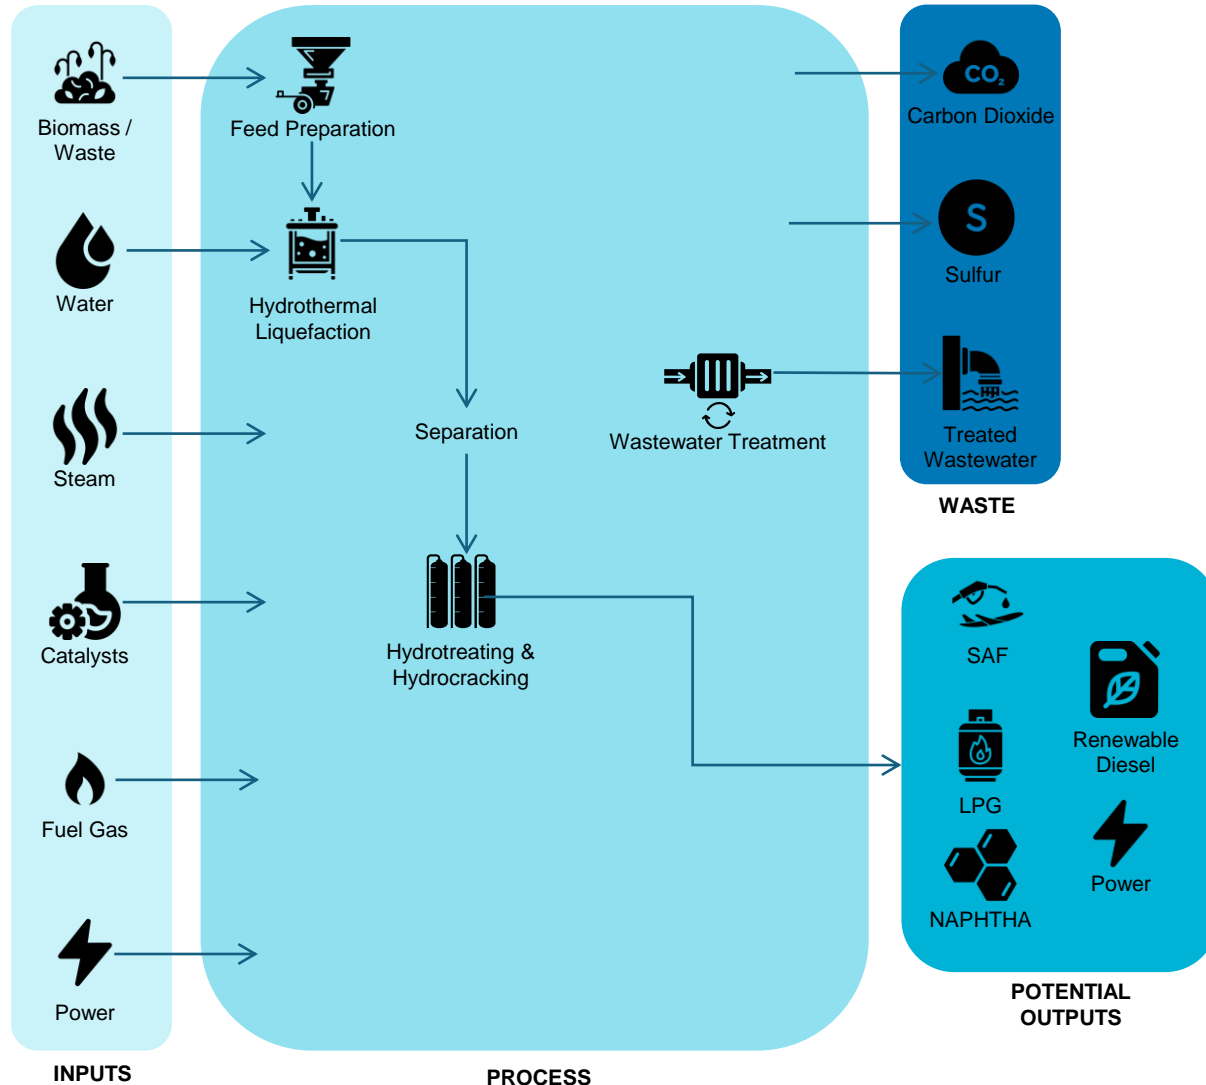 Biomass /
Waste
Water
Steam
Catalysts
Fuel Gas
Power
INPUTS
Feed Preparation
Hydrothermal
Liquefaction
Separation
Hydrotreating &
Hydrocracking
Wastewater Treatment
PROCESS
CO₂
Carbon Dioxide
S
Sulfur
Treated
Wastewater
WASTE
SAF
Renewable
Diesel
LPG
Power
NAPHTHA
POTENTIAL
OUTPUTS